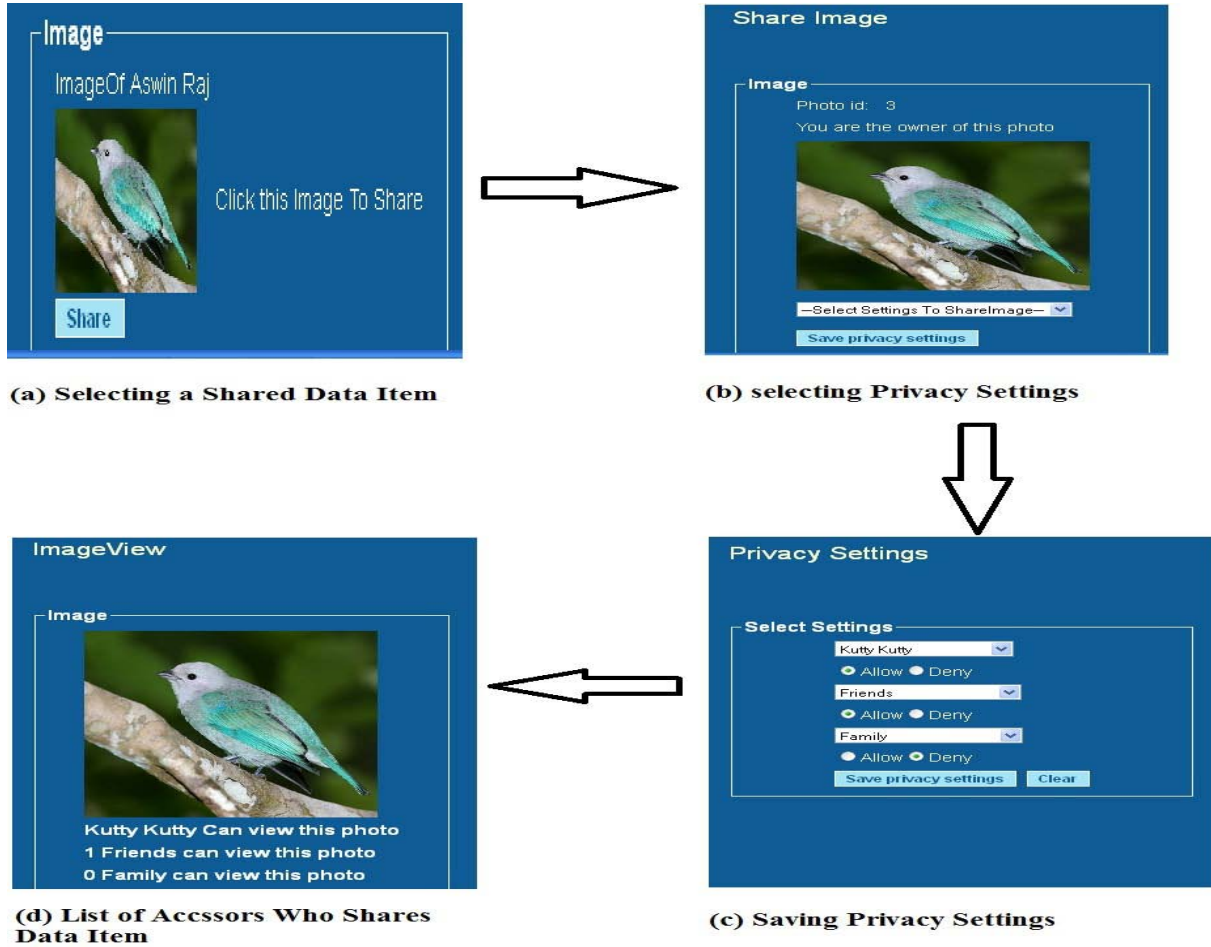 Image
ImageOf Aswin Raj
Click this Image To Share
Share
(a) Selecting a Shared Data Item
Share Image
Image
Photo id: 3
You are the owner of this photo
--Select Settings To ShareImage--
Save privacy settings
(b) selecting Privacy Settings
Privacy Settings
Select Settings
Kutty Kutty
Allow Deny
Friends
Allow Deny
Family
Allow Deny
Save privacy settings Clear
(c) Saving Privacy Settings
ImageView
Image
Kutty Kutty Can view this photo
1 Friends can view this photo
0 Family can view this photo
(d) List of Accssors Who Shares
Data Item